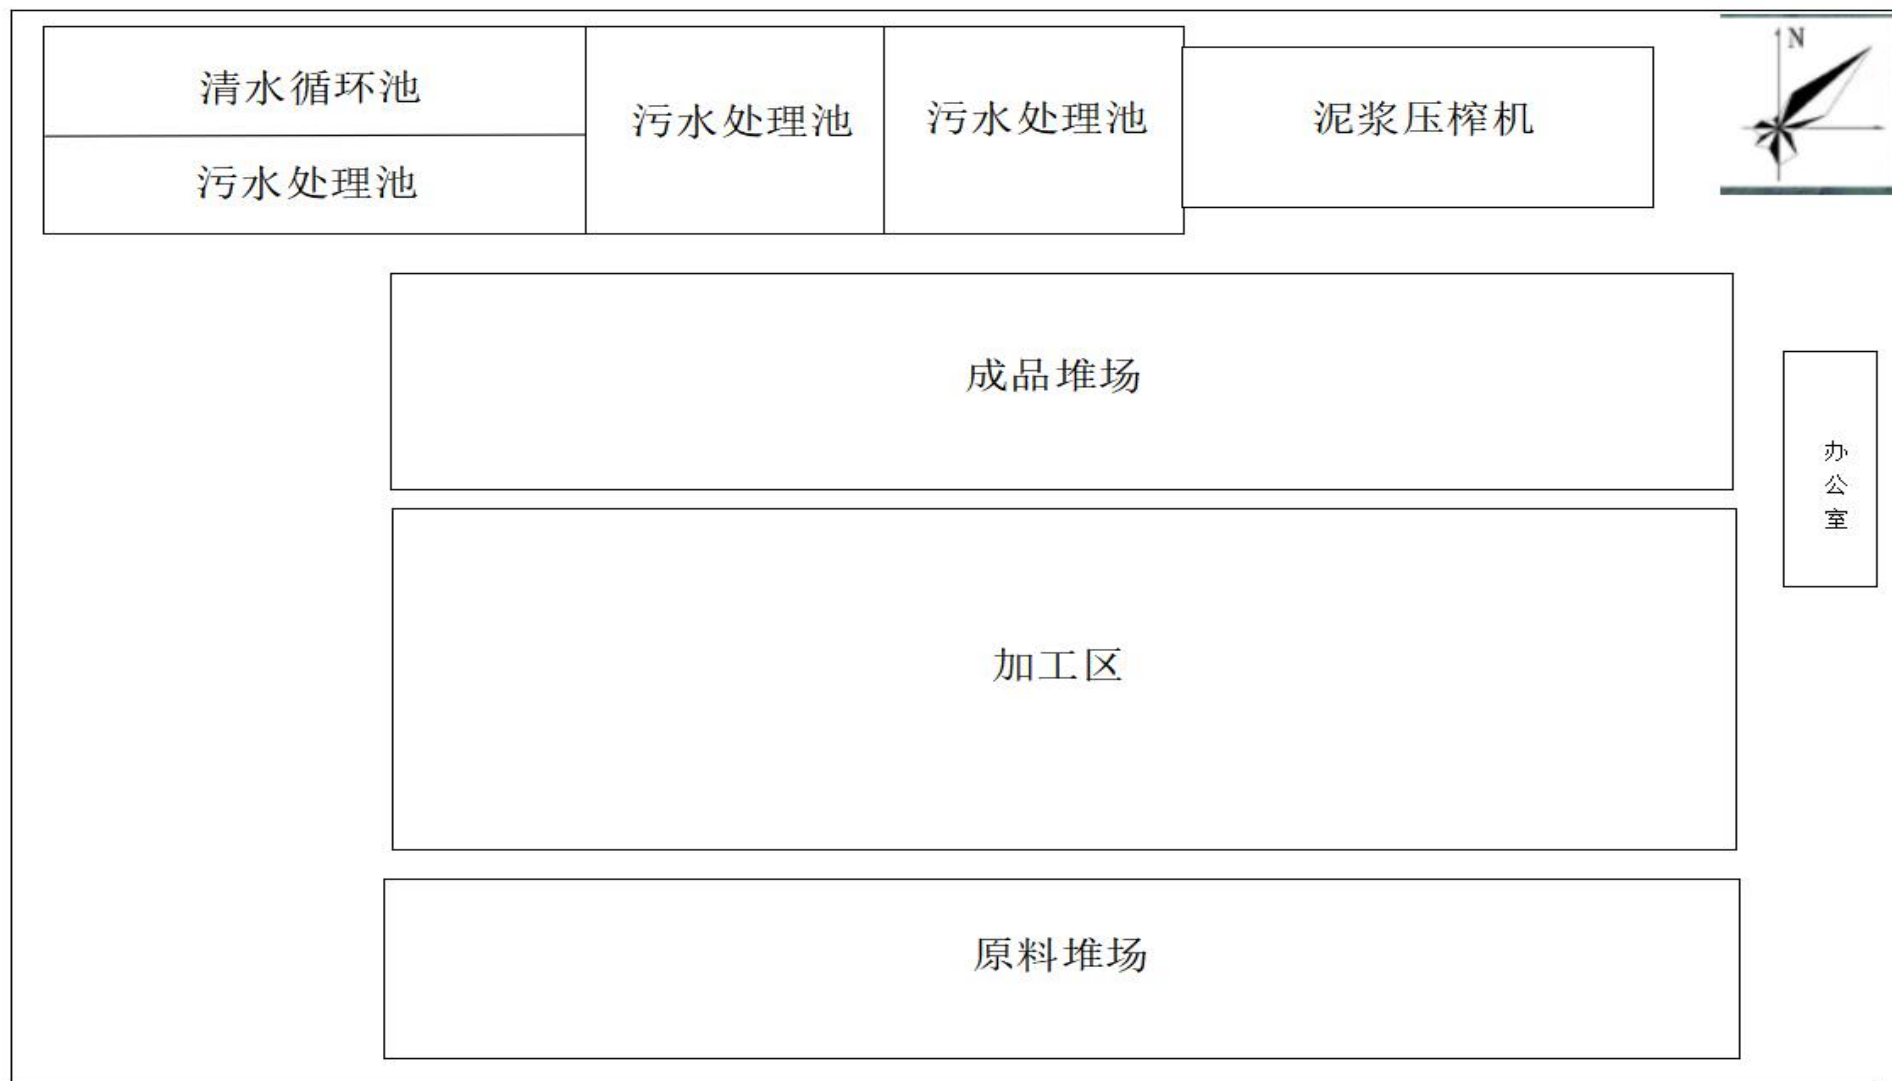 清水循环池
污水处理池
污水处理池
污水处理池
泥浆压榨机
N
成品堆场
办
公
室
加工区
原料堆场